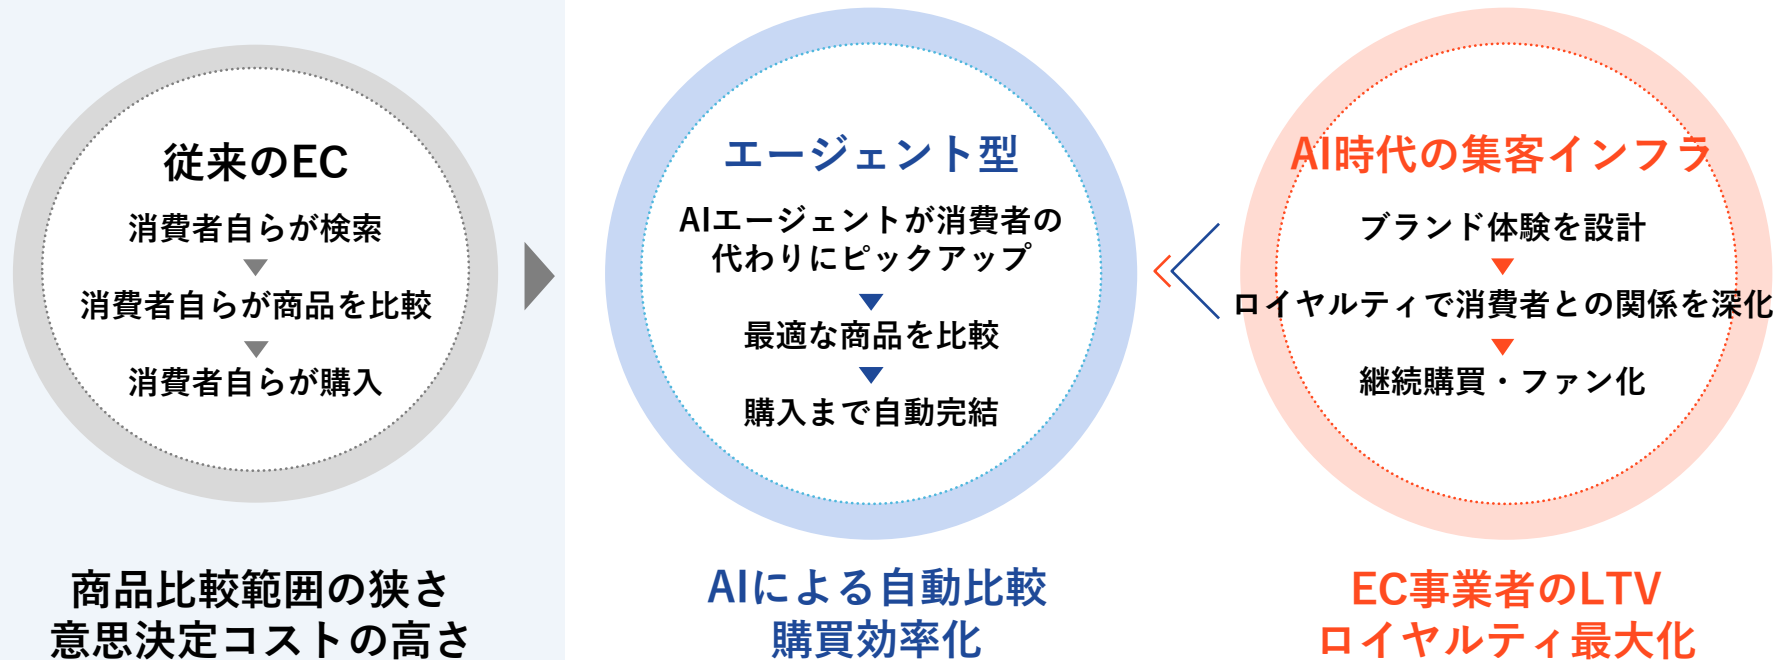 従来のEC
消費者自らが検索
消費者自らが商品を比較
消費者自らが購入
商品比較範囲の狭さ
意思決定コストの高さ
エージェント型
AIエージェントが消費者の
代わりにピックアップ
最適な商品を比較
購入まで自動完結
AIによる自動比較
購買効率化
AI時代の集客インフラ
ブランド体験を設計
ロイヤルティで消費者との関係を深化
継続購買・ファン化
EC事業者のLTV
ロイヤルティ最大化